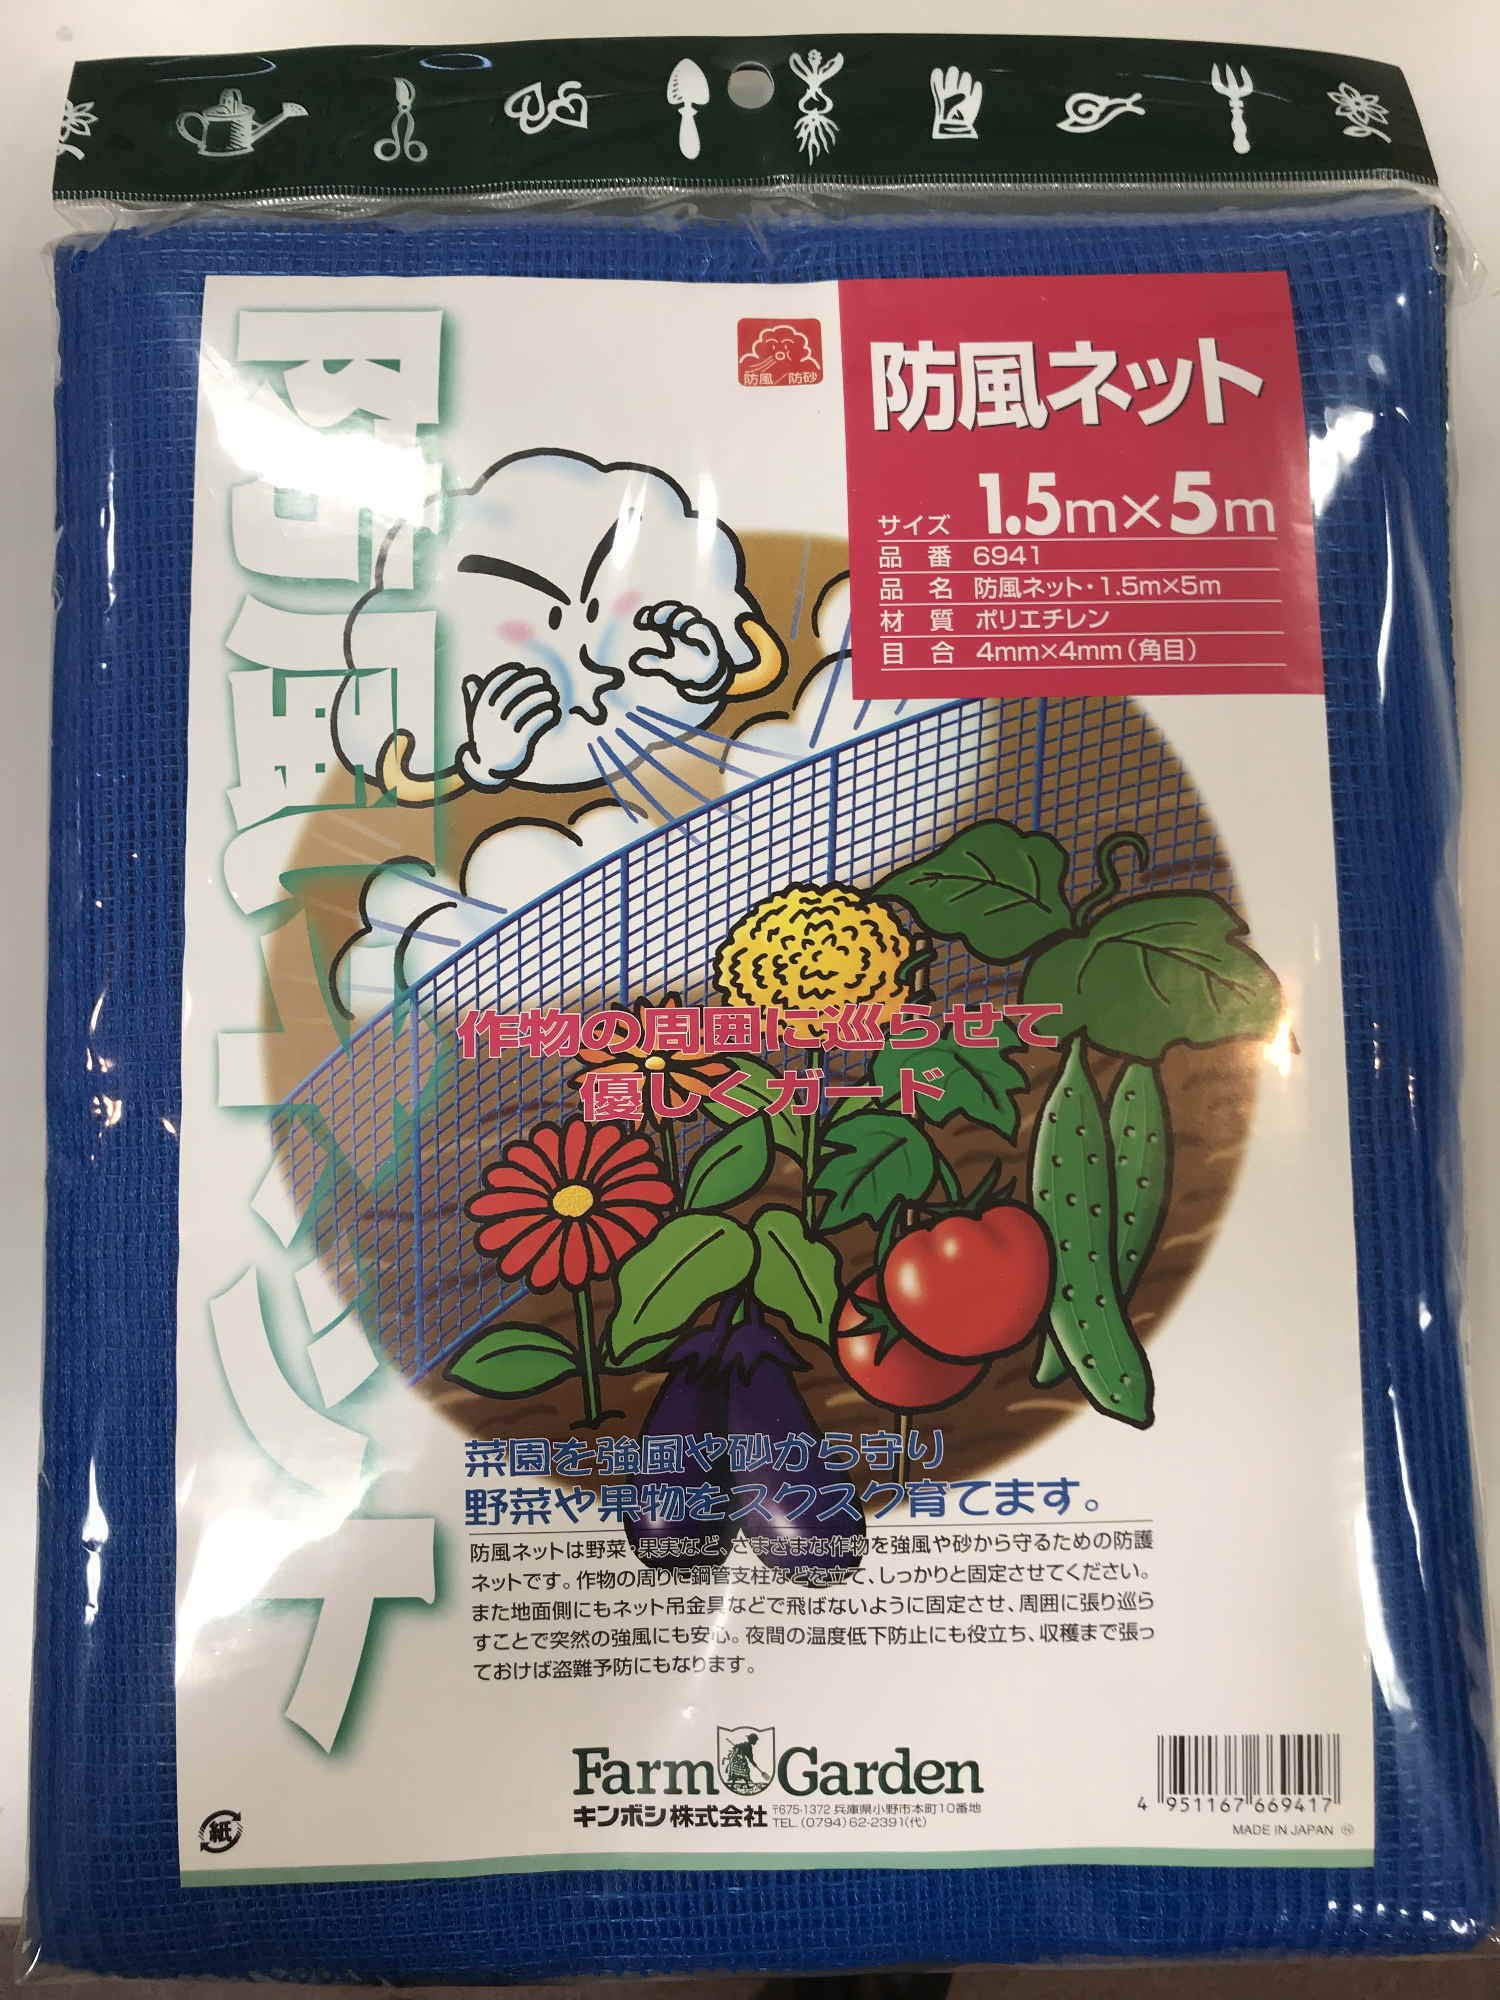 防風ネット
防風／防砂
防風ネット
サイズ 1.5m×5m
品番 6941
品名 防風ネット・1.5m×5m
材質 ポリエチレン
目合 4mm×4mm(角目)
作物の周囲に巡らせて
優しくガード
菜園を強風や砂から守り
野菜や果物をスクスク育てます。
防風ネットは野菜・果実など、さまざまな作物を強風や砂から守るための防護
ネットです。作物の周りに鋼管支柱などを立て、しっかりと固定させてください。
また地面側にもネット吊金具などで飛ばないように固定させ、周囲に張り巡ら
すことで突然の強風にも安心。夜間の温度低下防止にも役立ち、収穫まで張っ
ておけば盗難予防にもなります。
Farm Garden
キンボシ株式会社 〒675-1372 兵庫県小野市本町10番地
TEL.(0794)62-2391(代)
紙
4 951167 669417
MADE IN JAPAN